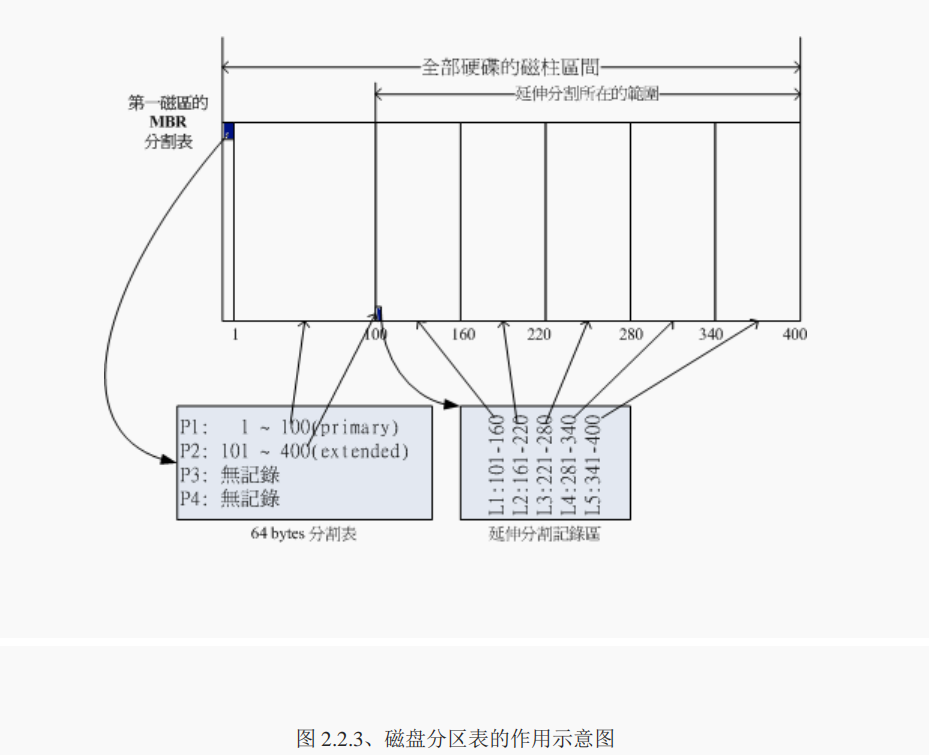 全部硬碟的磁柱區間
延伸分割所在的範圍
第一磁區的
MBR
分割表
1
100
160
220
280
340
400
P1: 1 ~ 100(primary)
P2: 101 ~ 400(extended)
P3: 無記錄
P4: 無記錄
L1:101-160
L2:161-220
L3:221-280
L4:281-340
L5:341-400
64 bytes 分割表
延伸分割記錄區
图 2.2.3、磁盘分区表的作用示意图